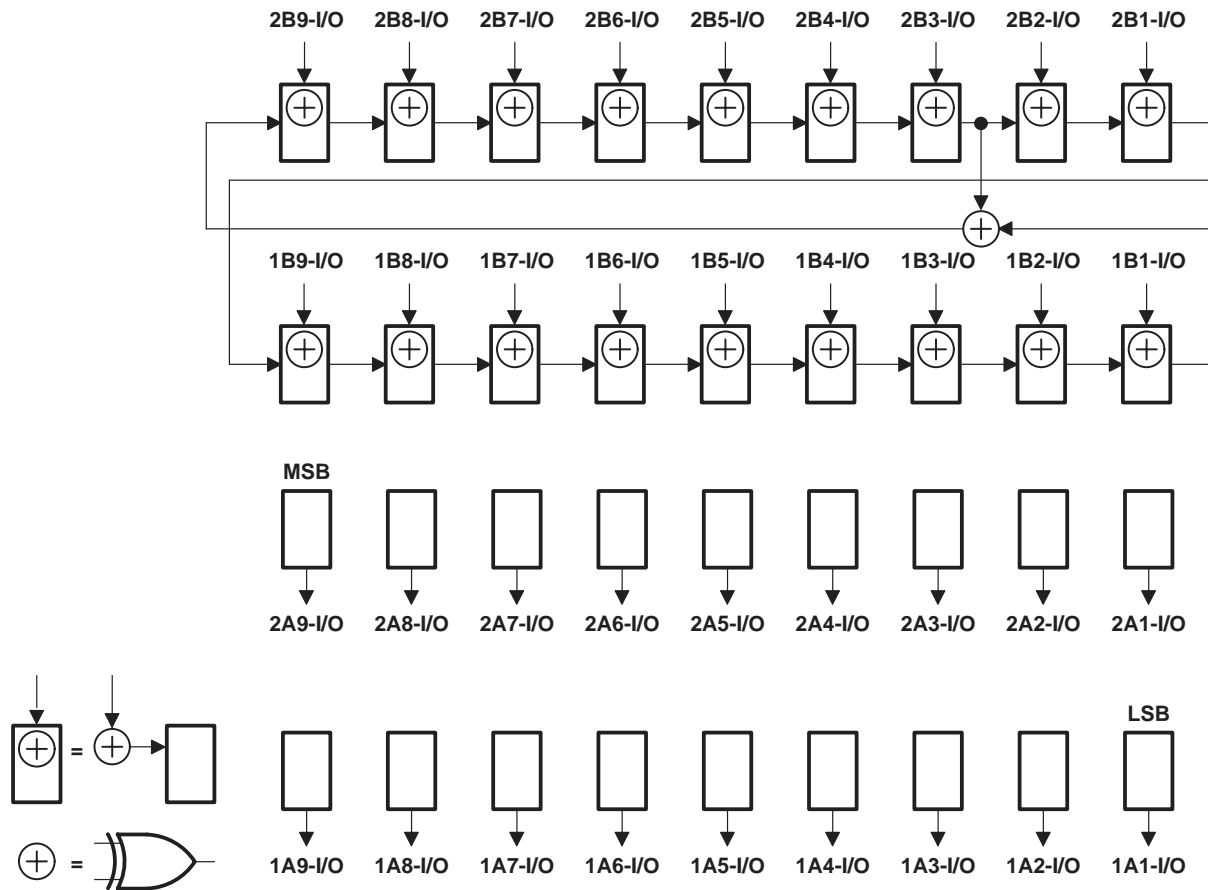 2B9-I/O 2B8-I/O 2B7-I/O 2B6-I/O 2B5-I/O 2B4-I/O 2B3-I/O 2B2-I/O 2B1-I/O
1B9-I/O 1B8-I/O 1B7-I/O 1B6-I/O 1B5-I/O 1B4-I/O 1B3-I/O 1B2-I/O 1B1-I/O
MSB
2A9-I/O 2A8-I/O 2A7-I/O 2A6-I/O 2A5-I/O 2A4-I/O 2A3-I/O 2A2-I/O 2A1-I/O
LSB
=
=
1A9-I/O 1A8-I/O 1A7-I/O 1A6-I/O 1A5-I/O 1A4-I/O 1A3-I/O 1A2-I/O 1A1-I/O